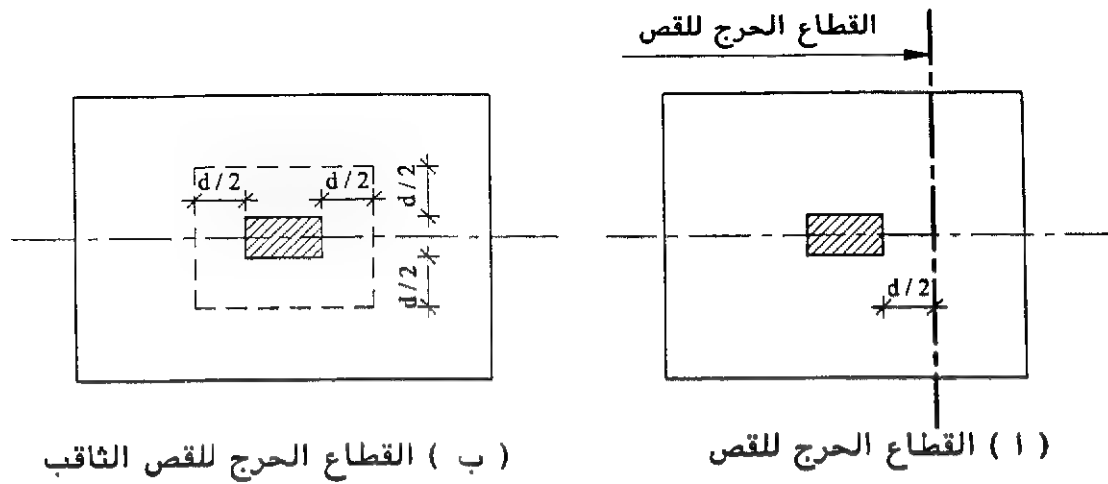 القطاع الحرج للقص
d/2
( ا ) القطاع الحرج للقص
d/2
d/2
d/2
d/2
( ب ) القطاع الحرج للقص الثاقب